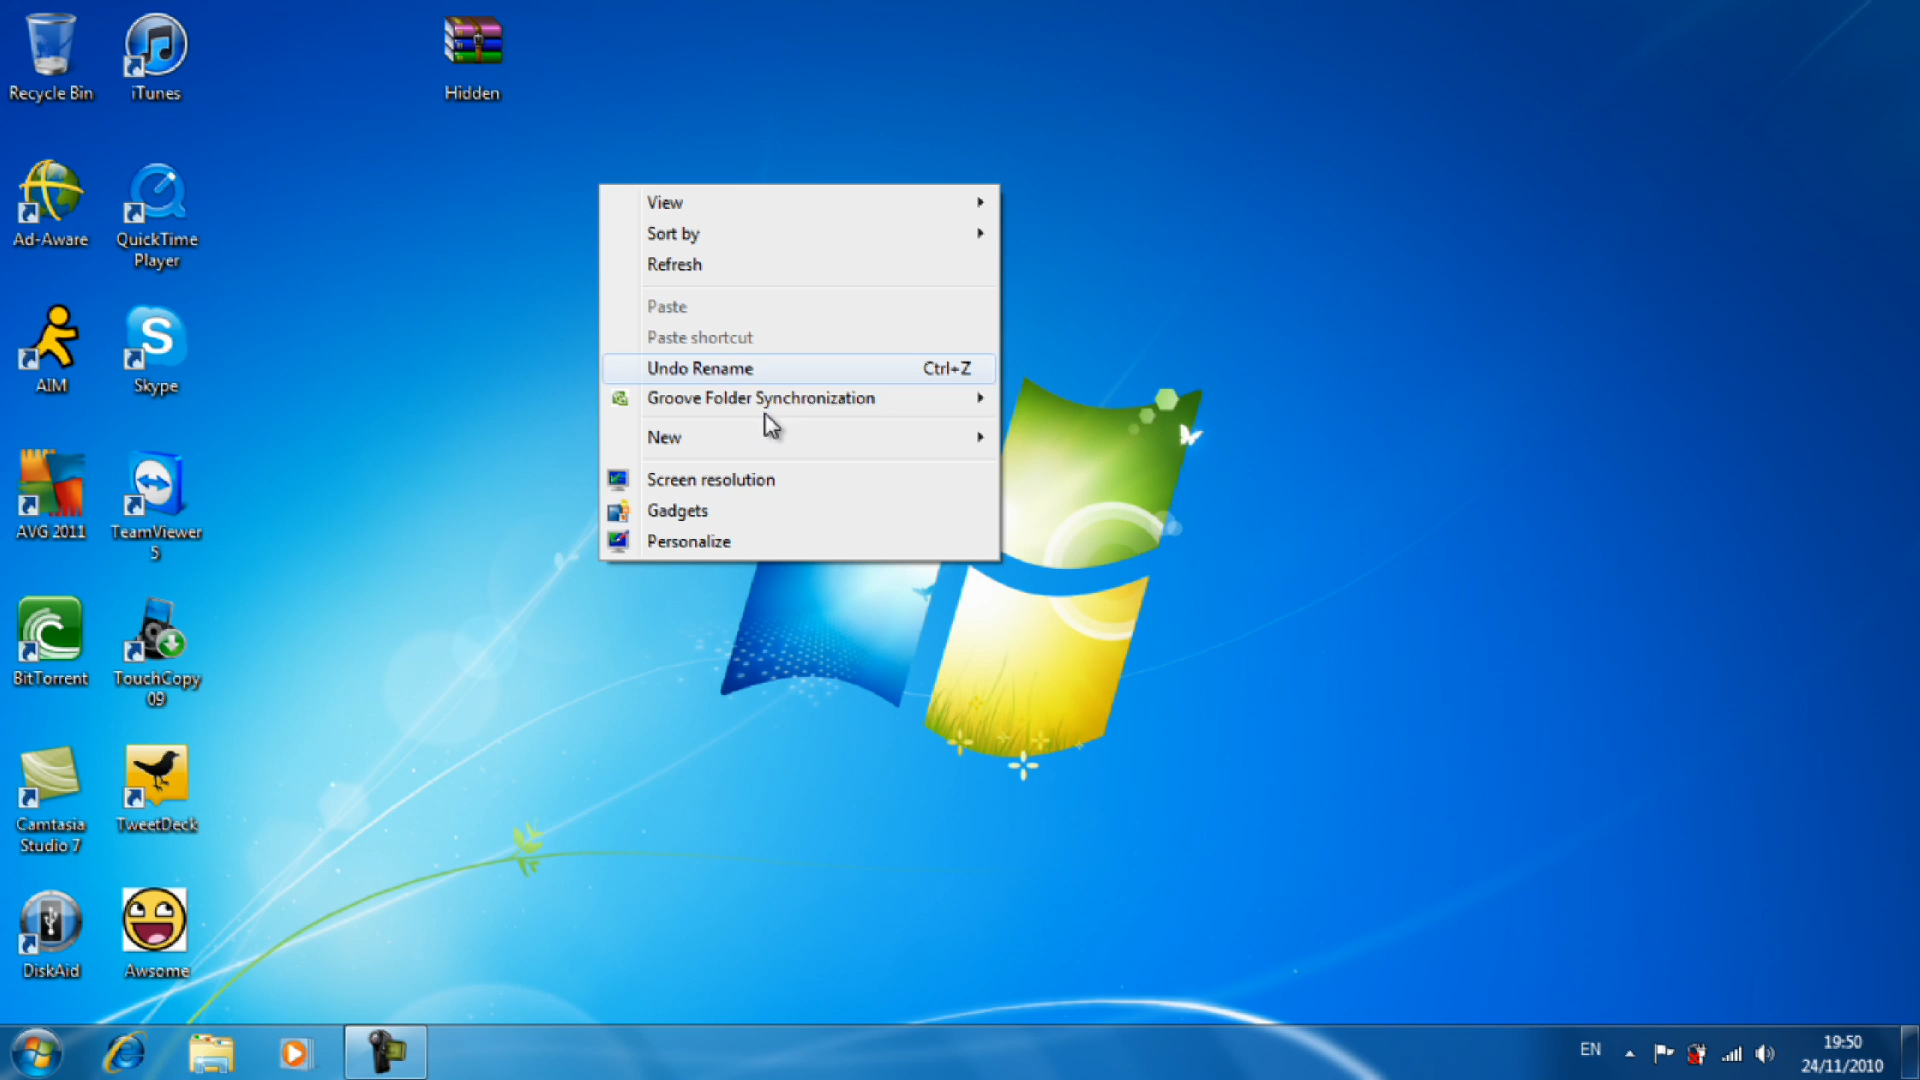 Recycle Bin
iTunes
Hidden
Ad-Aware
QuickTime
Player
AIM
Skype
AVG 2011
TeamViewer
5
BitTorrent
TouchCopy
09
Camtasia
Studio 7
TweetDeck
DiskAid
Awsome
View
Sort by
Refresh
Paste
Paste shortcut
Undo Rename Ctrl+Z
Groove Folder Synchronization
New
Screen resolution
Gadgets
Personalize
EN
19:50
24/11/2010